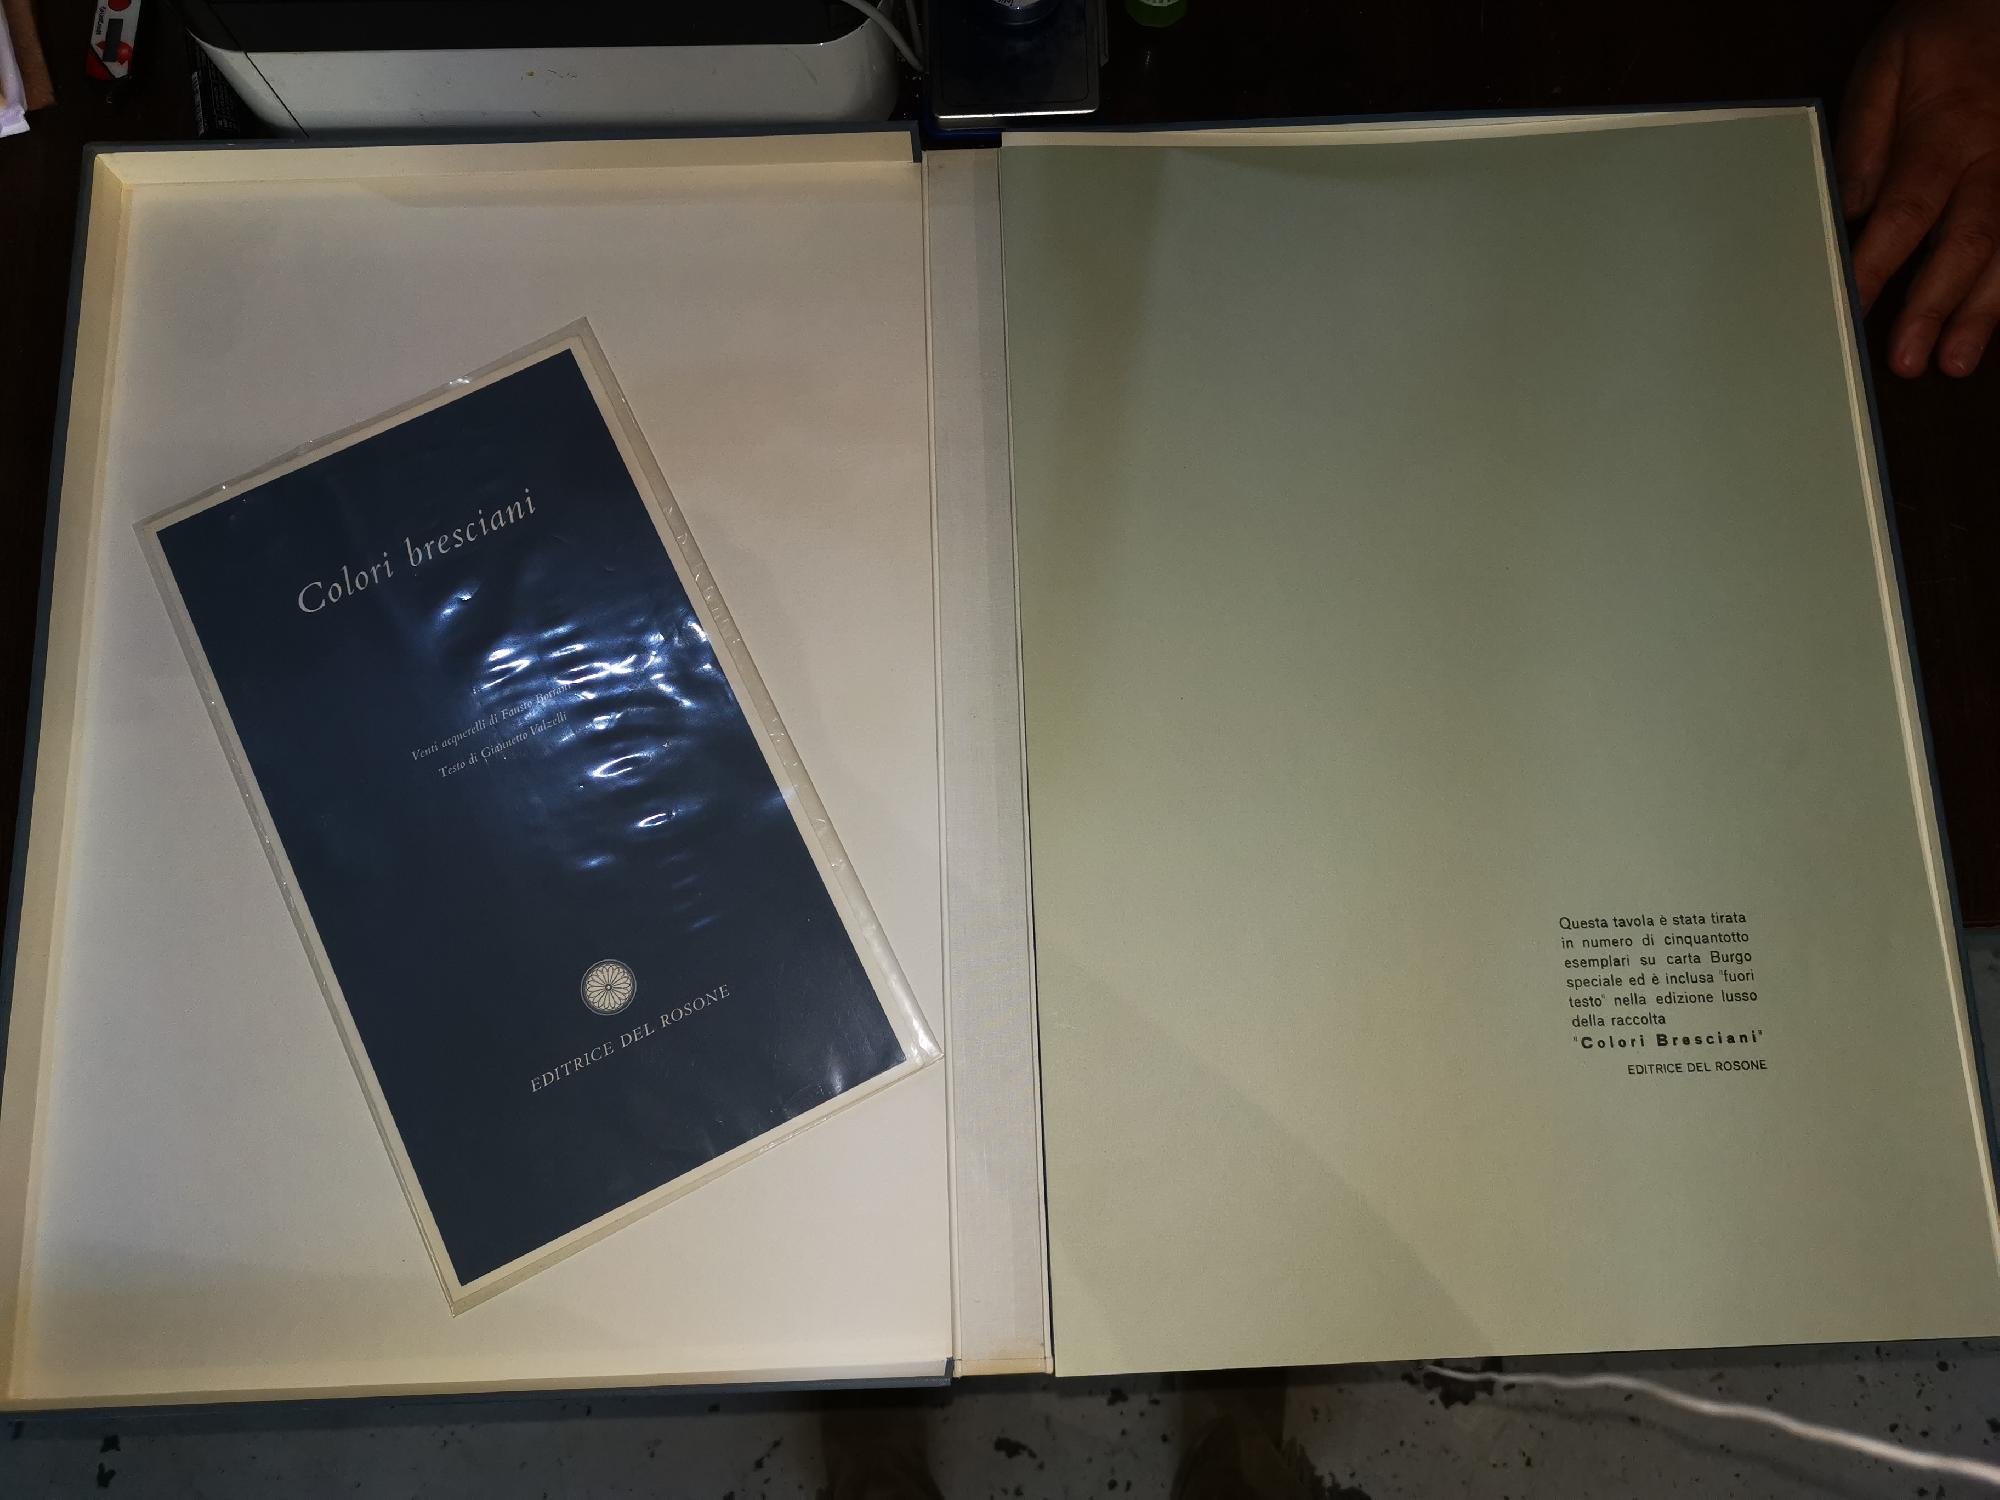 Colori bresciani
Venti acquerelli di Fausto
Testo di Giannetto Valzelli
EDITRICE DEL ROSONE
Questa tavola è stata tirata
in numero di cinquantotto
esemplari su carta Burgo
speciale ed è inclusa "fuori
testo" nella edizione lusso
della raccolta
"Colori Bresciani"
EDITRICE DEL ROSONE